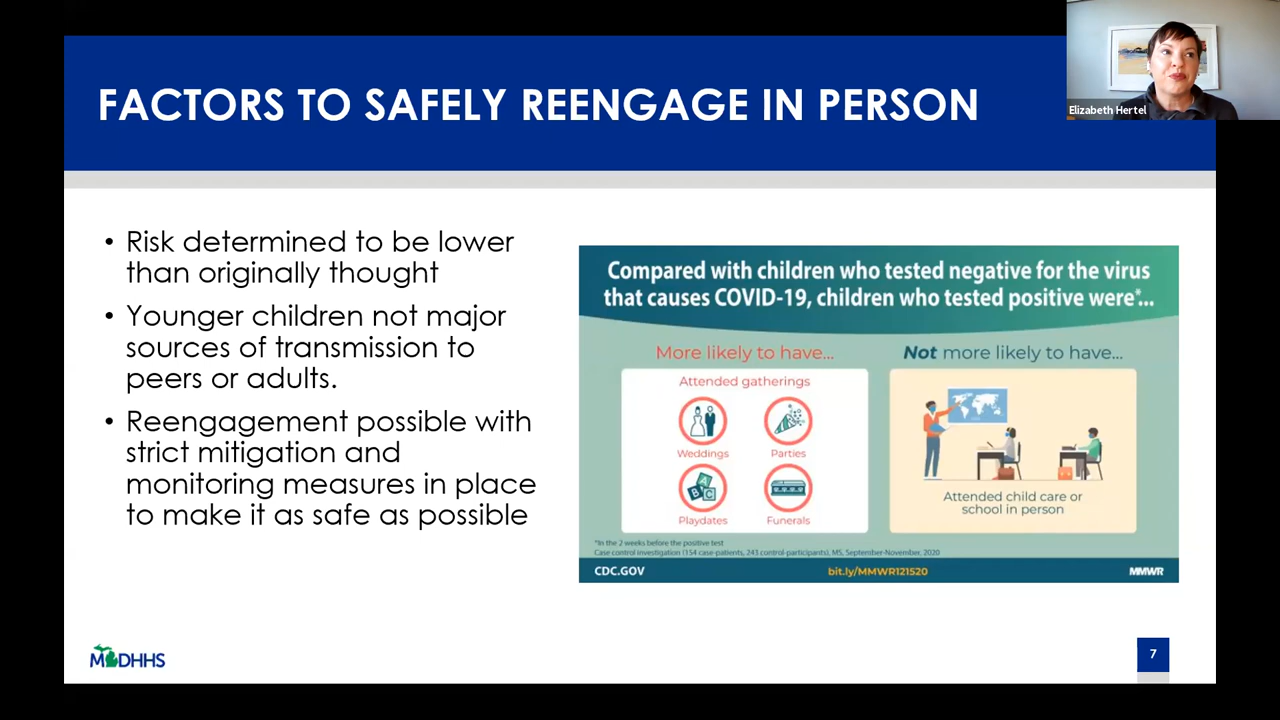 FACTORS TO SAFELY REENGAGE IN PERSON
Elizabeth Hertel
• Risk determined to be lower
than originally thought
• Younger children not major
sources of transmission to
peers or adults.
• Reengagement possible with
strict mitigation and
monitoring measures in place
to make it as safe as possible
Compared with children who tested negative for the virus
that causes COVID-19, children who tested positive were*...
More likely to have...
Attended gatherings
Weddings
Parties
A
B C
Playdates
Funerals
Not more likely to have...
Attended child care or
school in person
*In the 2 weeks before the positive test
Case control investigation (154 case-patients, 243 control-participants), MS, September-November, 2020
CDC.GOV
bit.ly/MMWR121520
MMWR
MDHHS
7